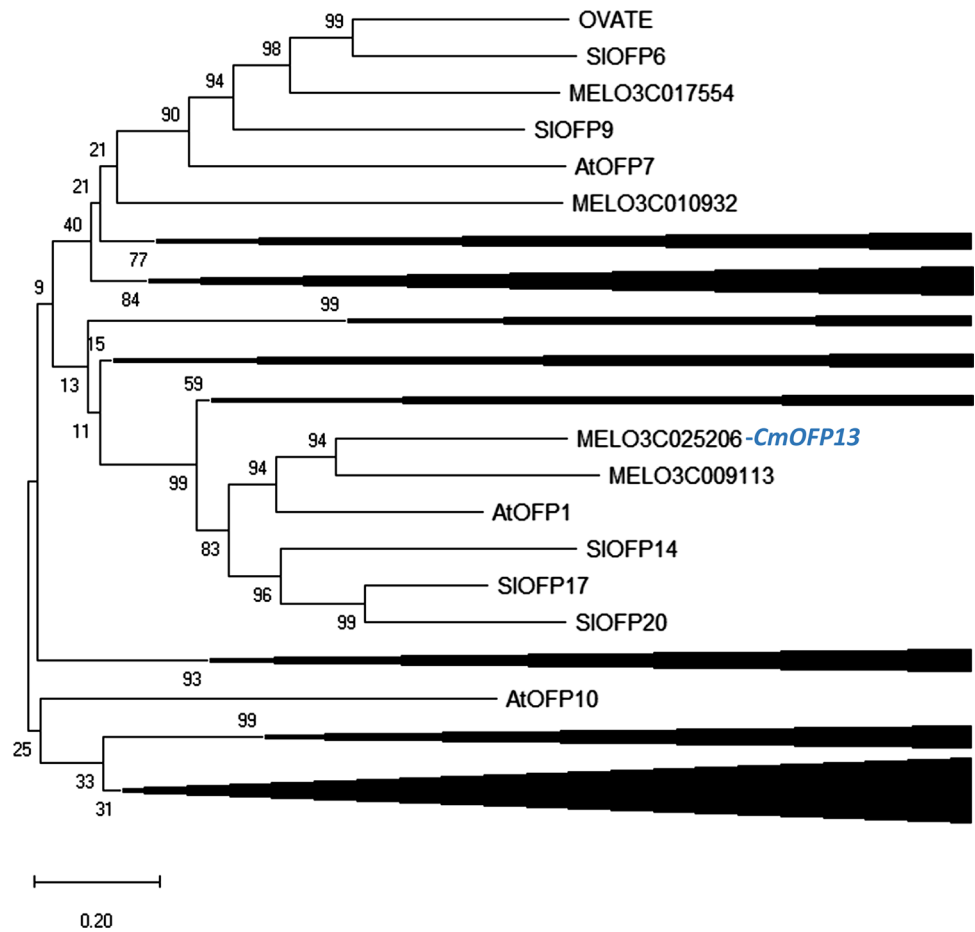 99
OVATE
SlOFP6
98
MELO3C017554
94
SlOFP9
90
AtOFP7
21
MELO3C010932
21
40
77
84
9
99
15
13
59
11
94
MELO3C025206 -CmOFP13
94
MELO3C009113
99
AtOFP1
83
SlOFP14
96
SlOFP17
99
SlOFP20
93
AtOFP10
25
99
33
31
0.20